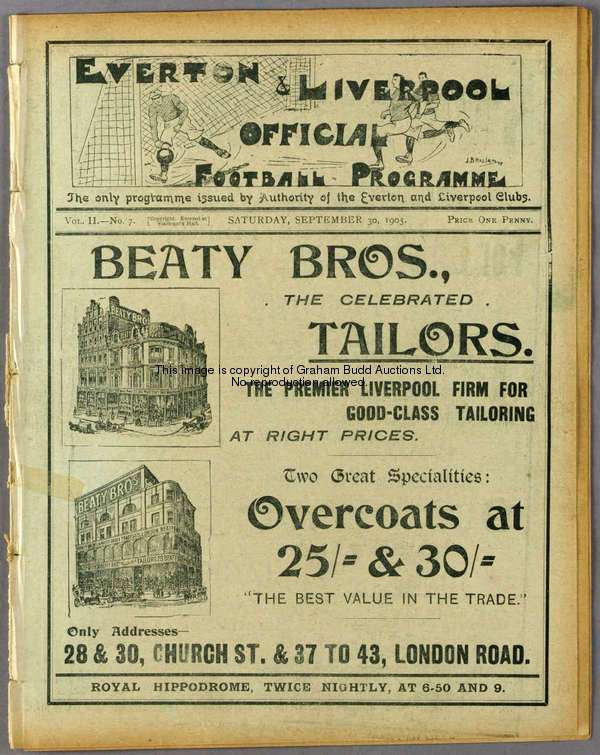 EVERTON & LIVERPOOL
OFFICIAL
FOOTBALL PROGRAMME
The only programme issued by Authority of the Everton and Liverpool Clubs.
VOL. II.—No. 7. SATURDAY, SEPTEMBER 30, 1905. PRICE ONE PENNY.
BEATY BROS.,
. THE CELEBRATED .
TAILORS.
This image is copyright of Graham Budd Auctions Ltd.
No reproduction allowed
THE PREMIER LIVERPOOL FIRM FOR
GOOD-CLASS TAILORING
AT RIGHT PRICES.
BEATY BRO
Two Great Specialities:
Overcoats at
25/= & 30/=
"THE BEST VALUE IN THE TRADE."
BEATY BROS
Only Addresses—
28 & 30, CHURCH ST. & 37 TO 43, LONDON ROAD.
ROYAL HIPPODROME, TWICE NIGHTLY, AT 6-50 AND 9.